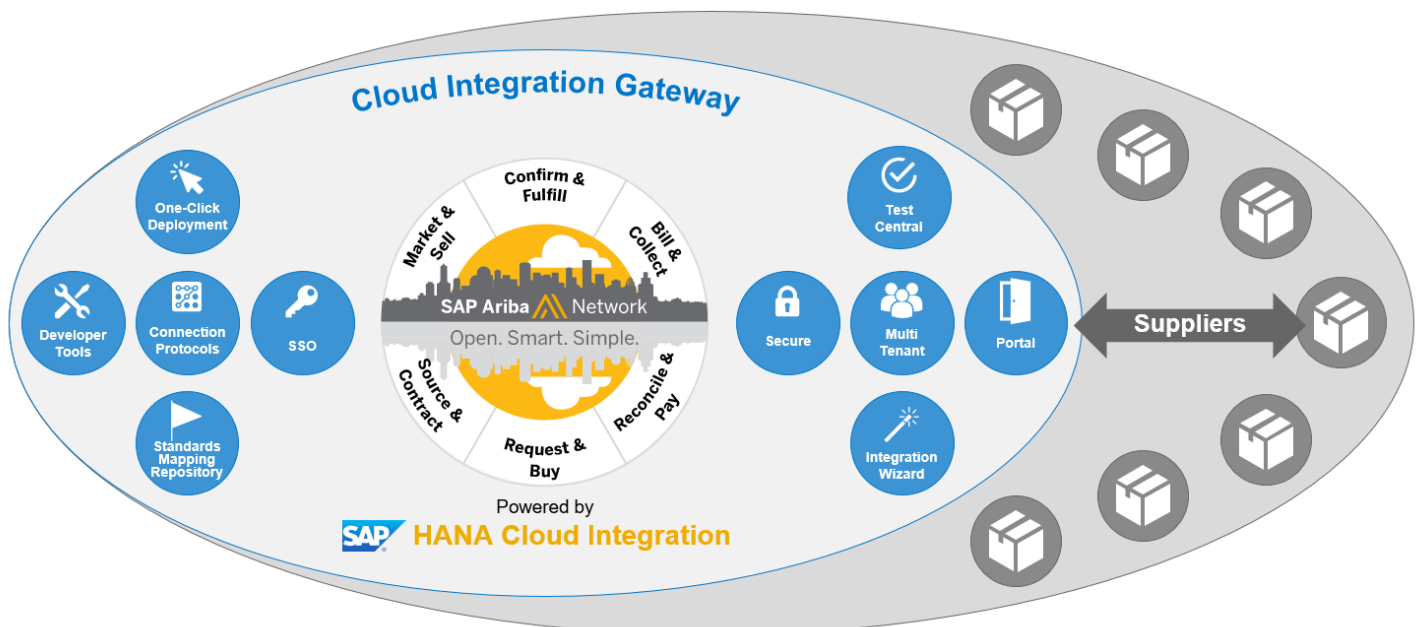 Cloud Integration Gateway
One-Click
Deployment
Developer
Tools
Connection
Protocols
SSO
Standards
Mapping
Repository
Market &
Sell
Confirm &
Fulfill
Bill &
Collect
SAP Ariba Network
Open. Smart. Simple.
Source &
Contract
Request &
Buy
Reconcile &
Pay
Powered by
SAP HANA Cloud Integration
Test
Central
Secure
Multi
Tenant
Portal
Integration
Wizard
Suppliers